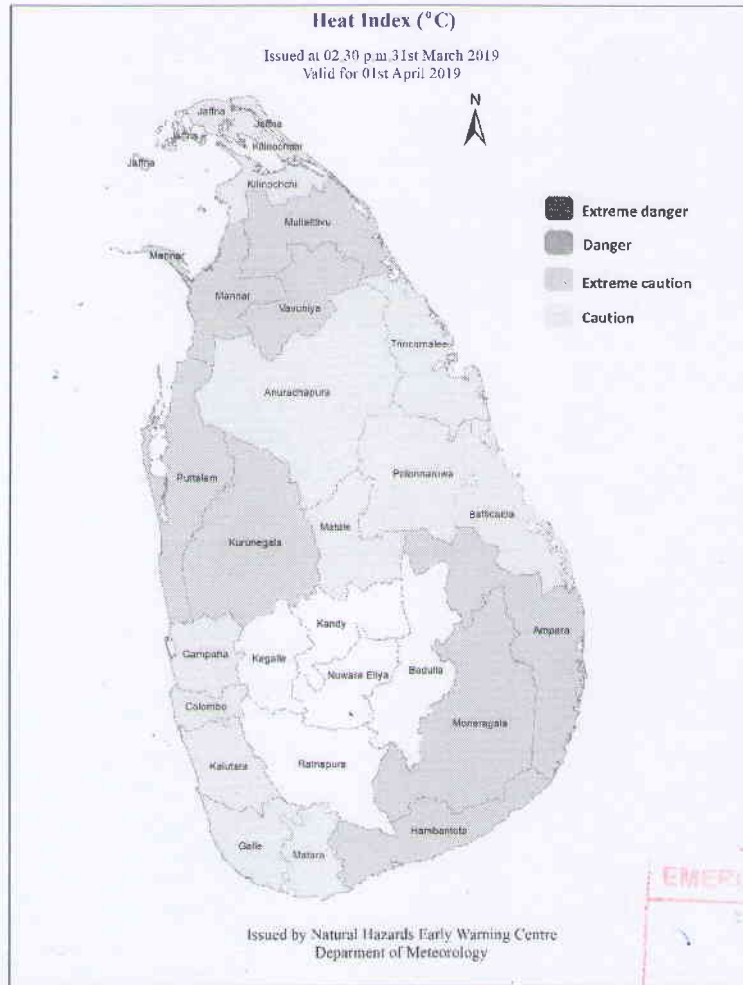 Heat Index (°C)
Issued at 02.30 p.m.31st March 2019
Valid for 01st April 2019
N
Jaffna
Jaffna
Jaffna
Kilinochchi
Jaffna
Kilinochchi
Mullaittivu
Mannar
Mannar
Vavuniya
Trincomalee
Anuradhapura
Puttalam
Polonnaruwa
Batticaloa
Matale
Kurunegala
Kandy
Ampara
Gampaha
Kegalle
Nuwara Eliya
Badulla
Colombo
Moneragala
Kalutara
Ratnapura
Hambantota
Galle
Matara
Extreme danger
Danger
Extreme caution
Caution
Issued by Natural Hazards Early Warning Centre
Deparment of Meteorology